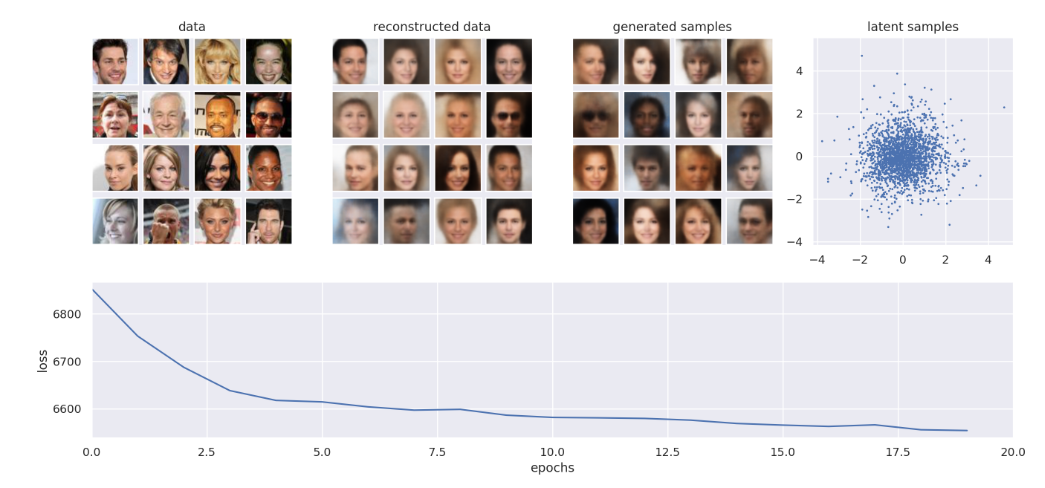 data
reconstructed data
generated samples
latent samples
4
2
0
−2
−4
−4 −2 0 2 4
6800
6700
6600
loss
0.0 2.5 5.0 7.5 10.0 12.5 15.0 17.5 20.0
epochs